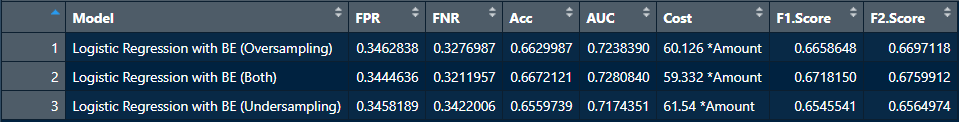 Model FPR FNR Acc AUC Cost F1.Score F2.Score
1 Logistic Regression with BE (Oversampling) 0.3462838 0.3276987 0.6629987 0.7238390 60.126 *Amount 0.6658648 0.6697118
2 Logistic Regression with BE (Both) 0.3444636 0.3211957 0.6672121 0.7280840 59.332 *Amount 0.6718150 0.6759912
3 Logistic Regression with BE (Undersampling) 0.3458189 0.3422006 0.6559739 0.7174351 61.54 *Amount 0.6545541 0.6564974